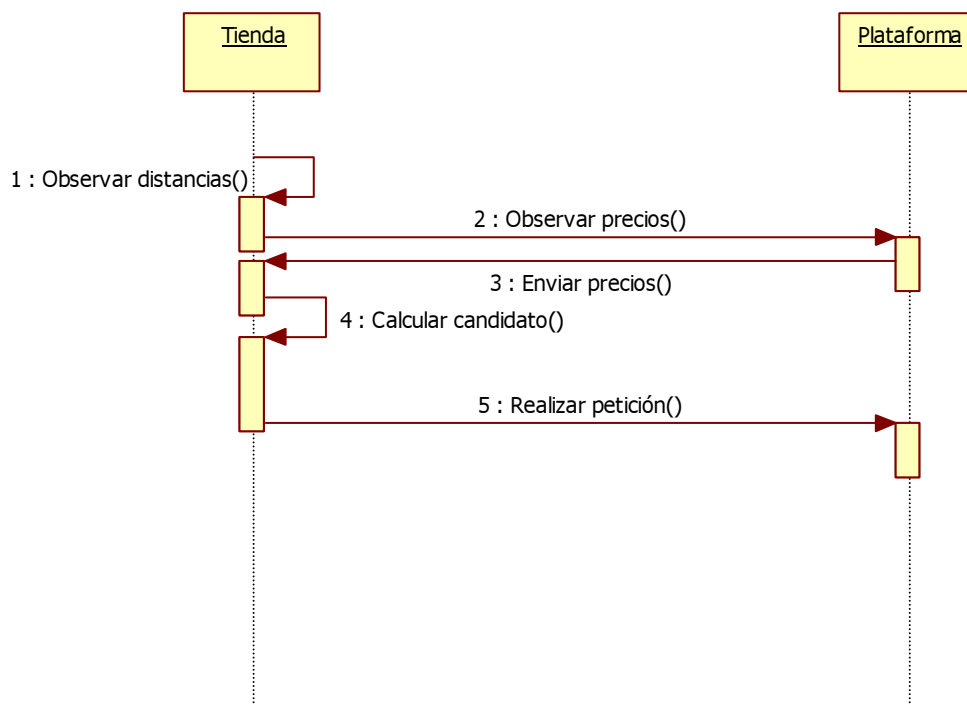 Tienda
Plataforma
1 : Observar distancias()
2 : Observar precios()
3 : Enviar precios()
4 : Calcular candidato()
5 : Realizar petición()